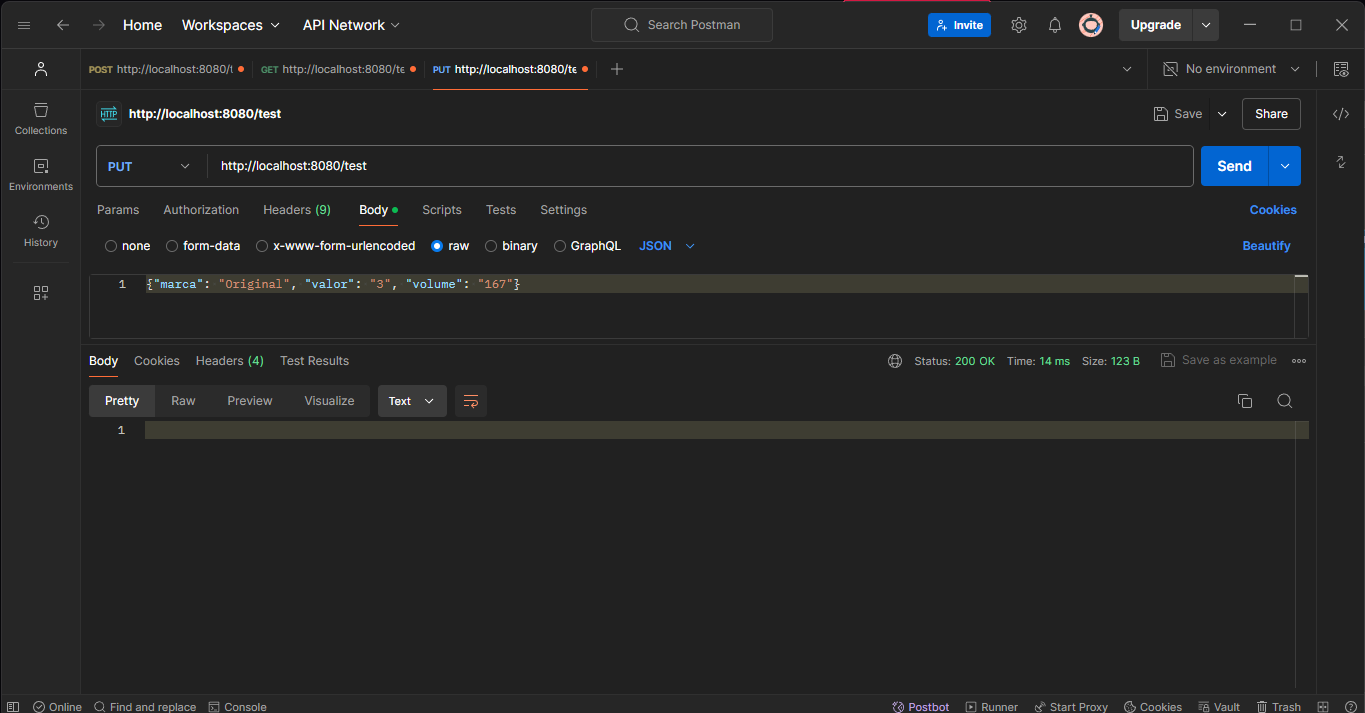 Home Workspaces API Network Search Postman Invite Upgrade
POST http://localhost:8080/t GET http://localhost:8080/te PUT http://localhost:8080/te No environment
HTTP http://localhost:8080/test Save Share
Collections
PUT http://localhost:8080/test Send
Environments
Params Authorization Headers (9) Body Scripts Tests Settings Cookies
History
none form-data x-www-form-urlencoded raw binary GraphQL JSON Beautify
1 {"marca": "Original", "valor": "3", "volume": "167"}
Body Cookies Headers (4) Test Results Status: 200 OK Time: 14 ms Size: 123 B Save as example
Pretty Raw Preview Visualize Text
1
Online Find and replace Console Postbot Runner Start Proxy Cookies Vault Trash